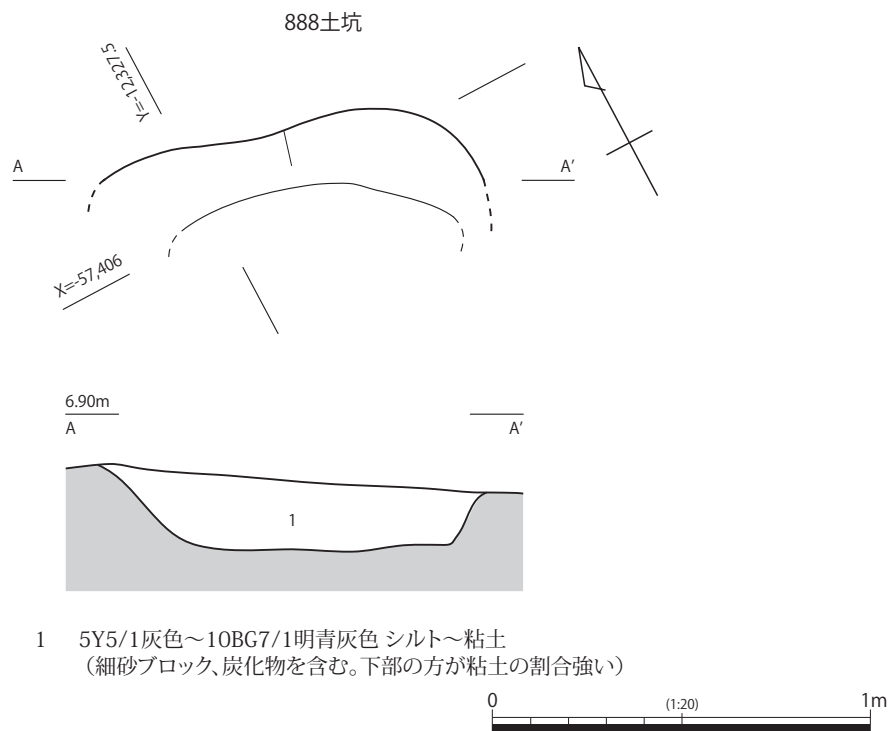 888土坑
Y=-12,327.5
A
A′
X=-57,406
6.90m
A
A′
1
1 5Y5/1灰色～10BG7/1明青灰色 シルト～粘土
（細砂ブロック、炭化物を含む。下部の方が粘土の割合強い）
0
(1:20)
1m